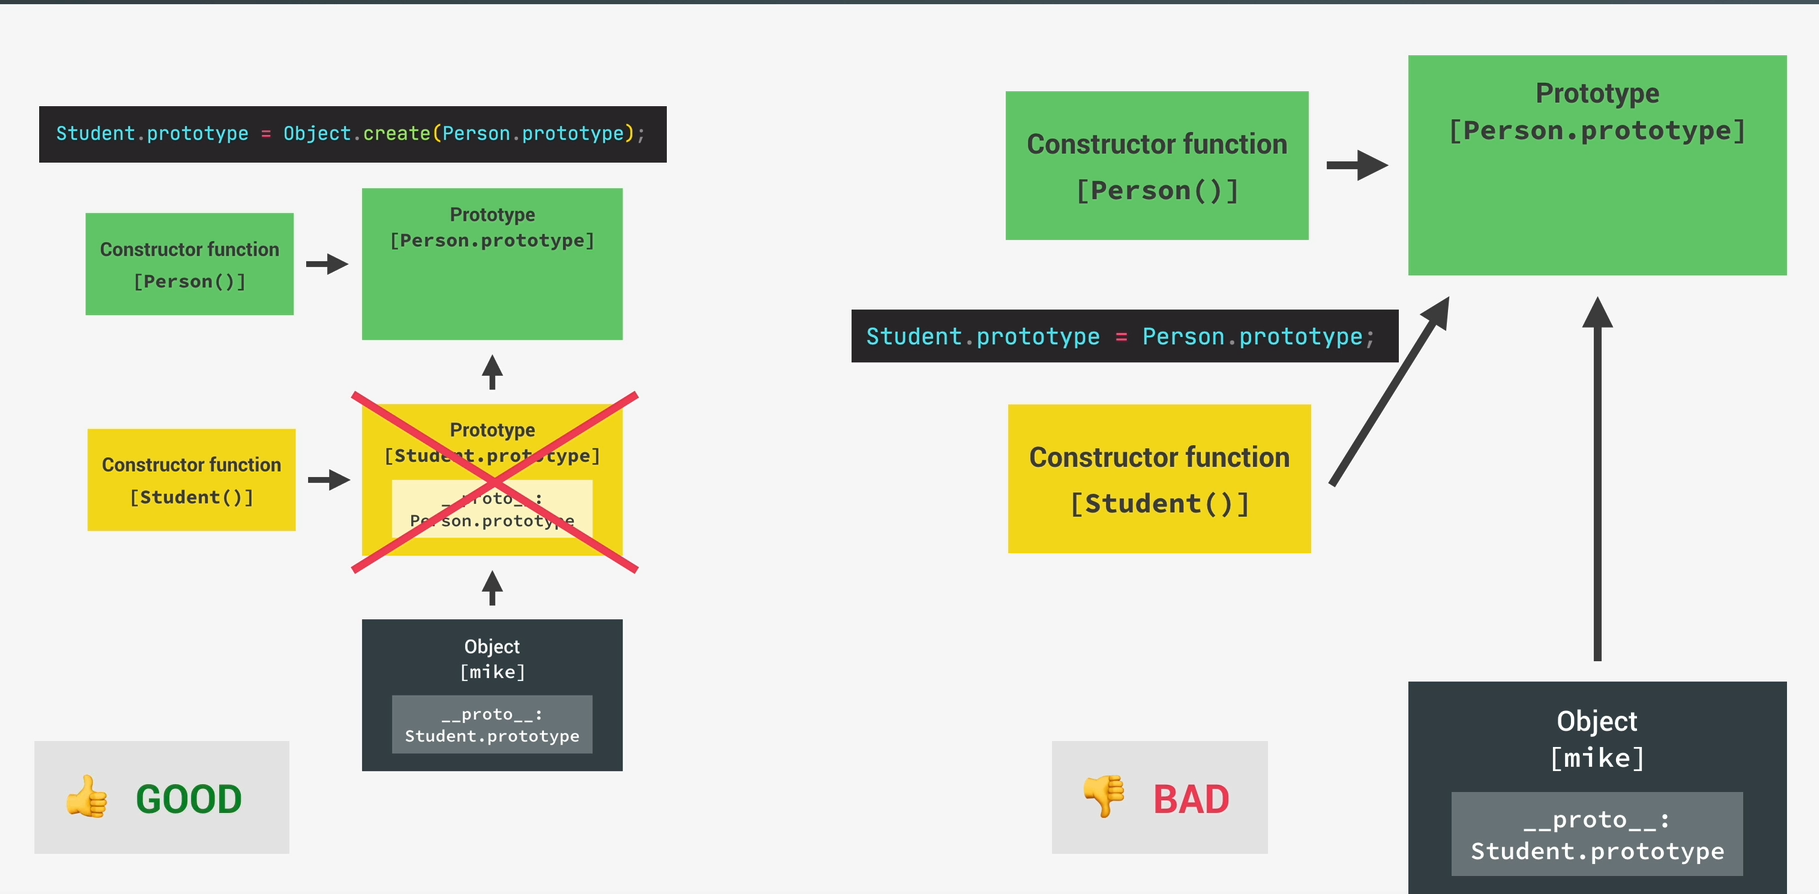 Student.prototype = Object.create(Person.prototype);
Constructor function
[Person()]
Prototype
[Person.prototype]
Constructor function
[Student()]
Prototype
[Student.prototype]
__proto__:
Person.prototype
Object
[mike]
__proto__:
Student.prototype
👍 GOOD
Constructor function
[Person()]
Prototype
[Person.prototype]
Student.prototype = Person.prototype;
Constructor function
[Student()]
Object
[mike]
__proto__:
Student.prototype
👎 BAD